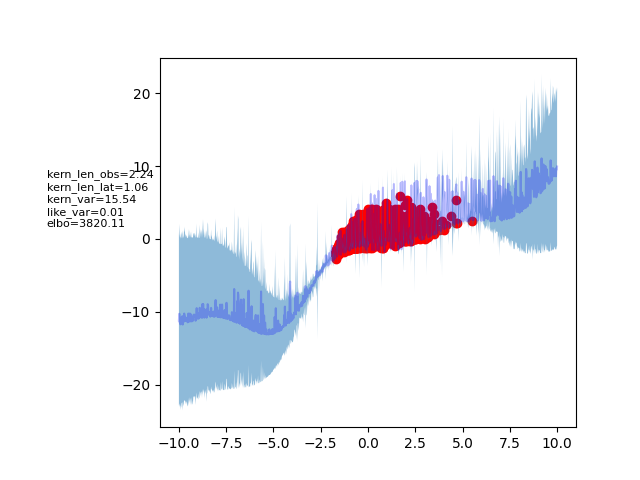 kern_len_obs=2.24
kern_len_lat=1.06
kern_var=15.54
like_var=0.01
elbo=3820.11
20
10
0
−10
−20
−10.0 −7.5 −5.0 −2.5 0.0 2.5 5.0 7.5 10.0